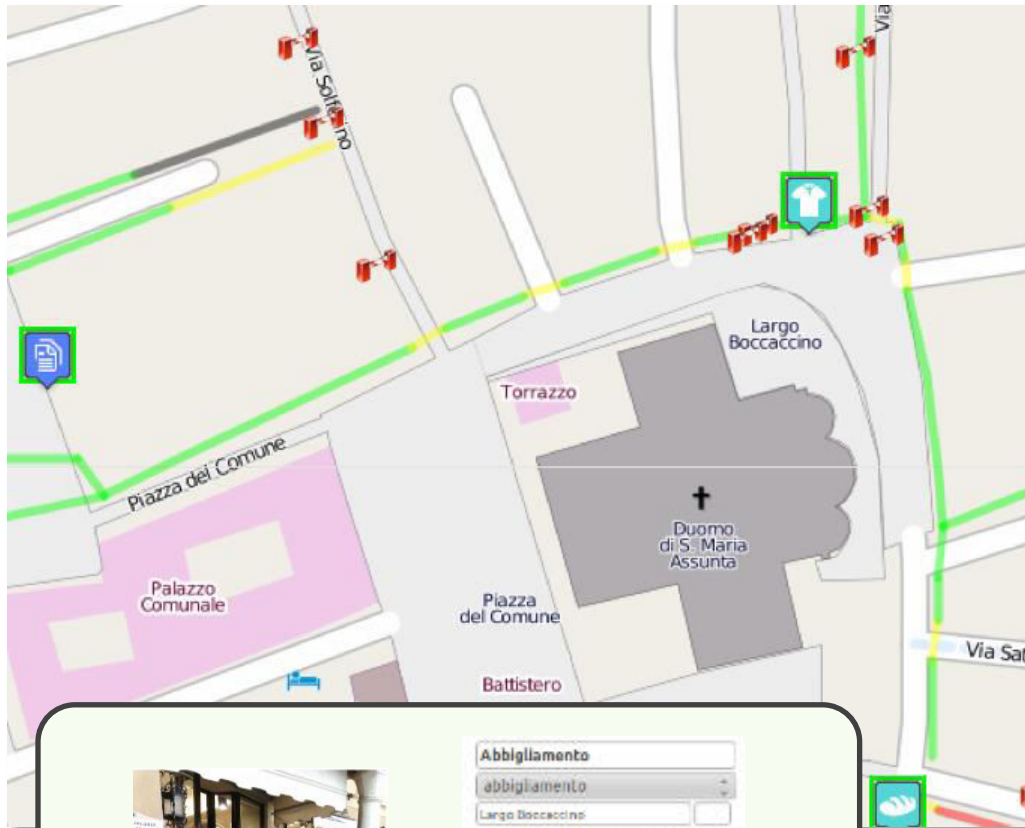 Via Solferino
Via
Largo
Boccaccino
Torrazzo
Piazza del Comune
Duomo
di S. Maria
Assunta
Palazzo
Comunale
Piazza
del Comune
Via Sat
Battistero
Abbigliamento
abbigliamento
Largo Boccaccino